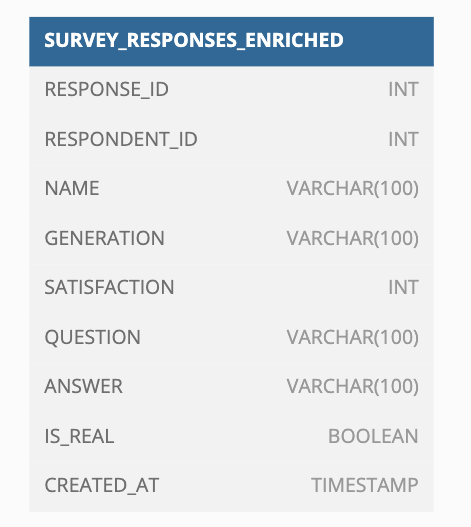 SURVEY_RESPONSES_ENRICHED
RESPONSE_ID INT
RESPONDENT_ID INT
NAME VARCHAR(100)
GENERATION VARCHAR(100)
SATISFACTION INT
QUESTION VARCHAR(100)
ANSWER VARCHAR(100)
IS_REAL BOOLEAN
CREATED_AT TIMESTAMP